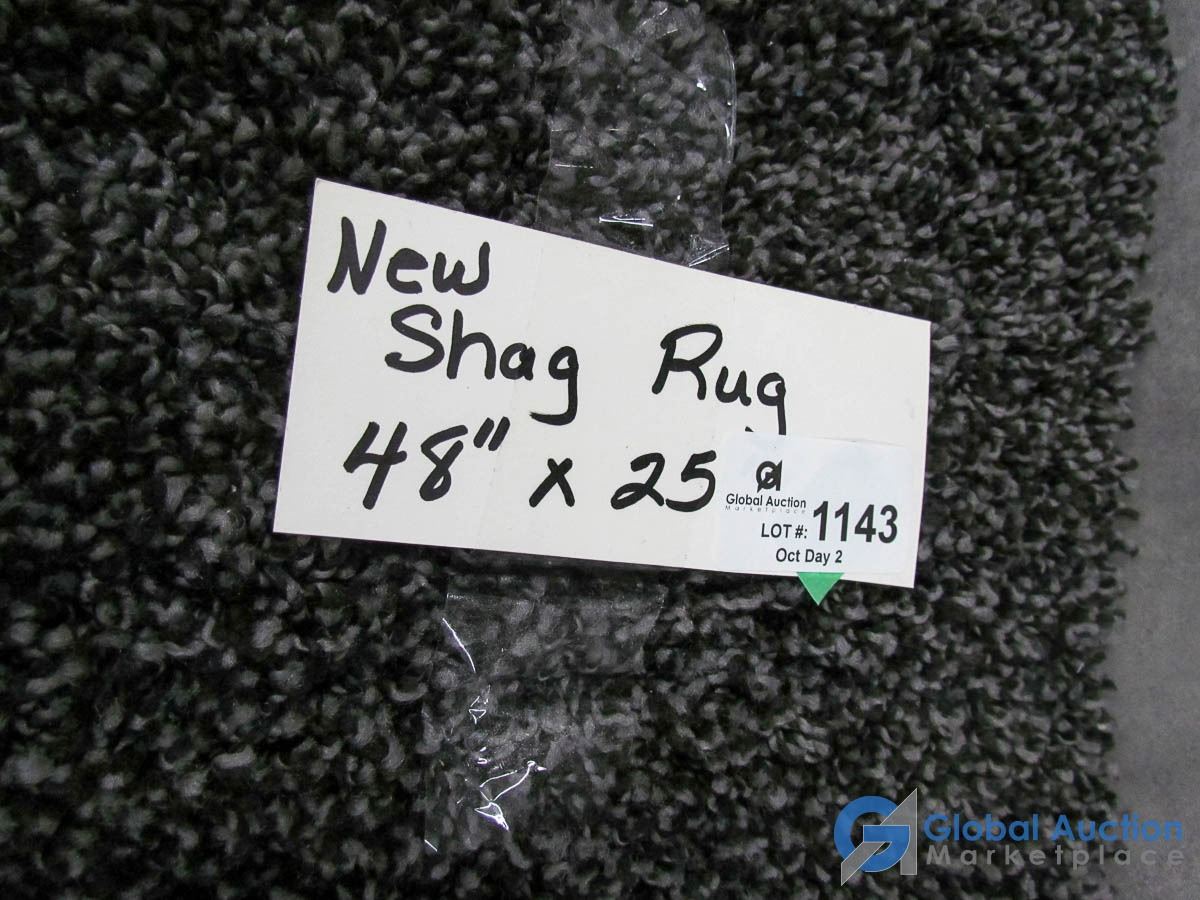 New
Shag Rug
48" x 25
Global Auction
Marketplace
LOT #: 1143
Oct Day 2
Global Auction
Marketplace